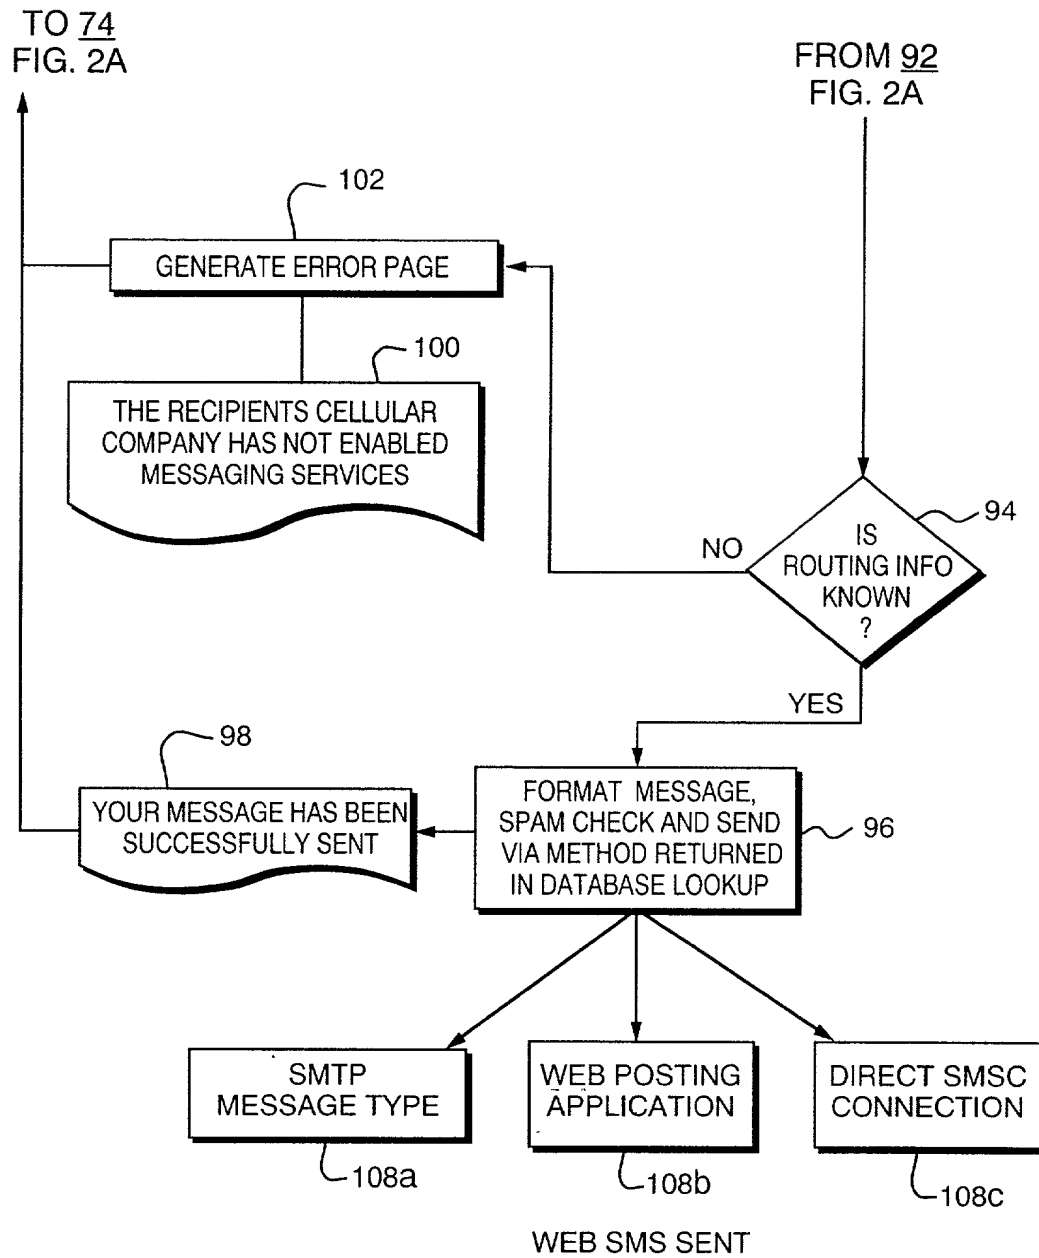 TO 74
FIG. 2A
FROM 92
FIG. 2A
102
GENERATE ERROR PAGE
100
THE RECIPIENTS CELLULAR
COMPANY HAS NOT ENABLED
MESSAGING SERVICES
94
IS
ROUTING INFO
KNOWN
?
NO
YES
98
YOUR MESSAGE HAS BEEN
SUCCESSFULLY SENT
FORMAT MESSAGE,
SPAM CHECK AND SEND
VIA METHOD RETURNED
IN DATABASE LOOKUP
96
SMTP
MESSAGE TYPE
WEB POSTING
APPLICATION
DIRECT SMSC
CONNECTION
108a
108b
108c
WEB SMS SENT